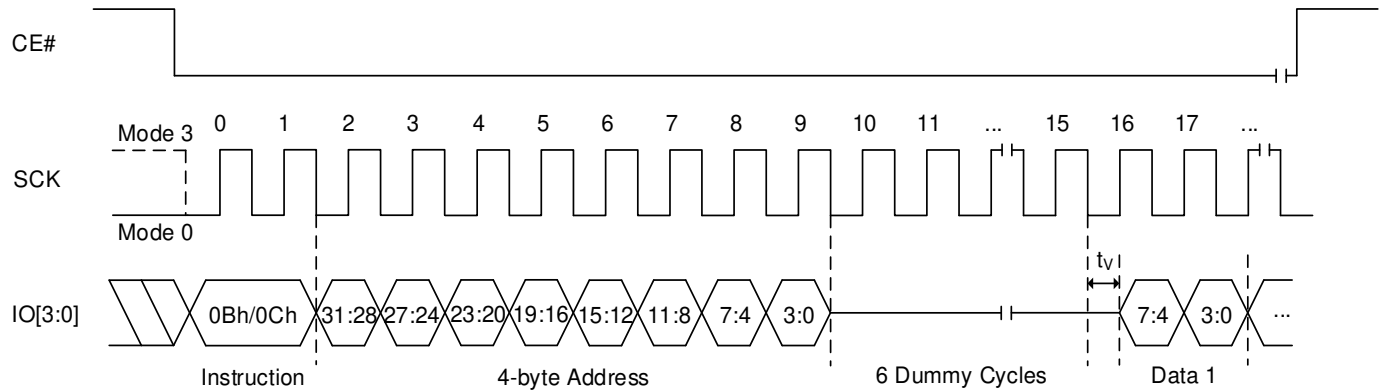 CE#
Mode 3
0 1 2 3 4 5 6 7 8 9 10 11 ... 15 16 17 ...
SCK
Mode 0
tV
IO[3:0]
0Bh/0Ch 31:28 27:24 23:20 19:16 15:12 11:8 7:4 3:0 7:4 3:0 ...
Instruction 4-byte Address 6 Dummy Cycles Data 1